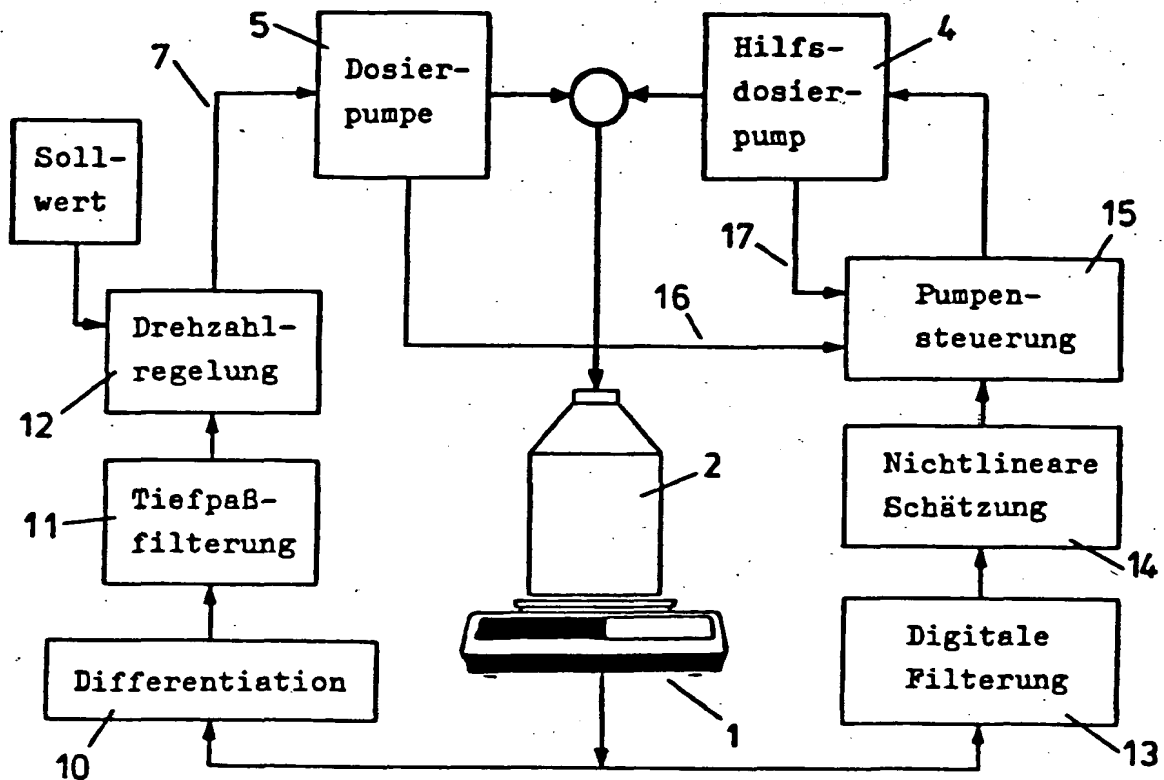 5
Dosier-
pumpe
Hilfs-
dosier-
pump
4
7
Soll-
wert
17
15
16
Pumpen-
steuerung
Drehzahl-
regelung
12
2
Nichtlineare
Schätzung
14
Tiefpaß-
filterung
11
Digitale
Filterung
13
Differentiation
10
1